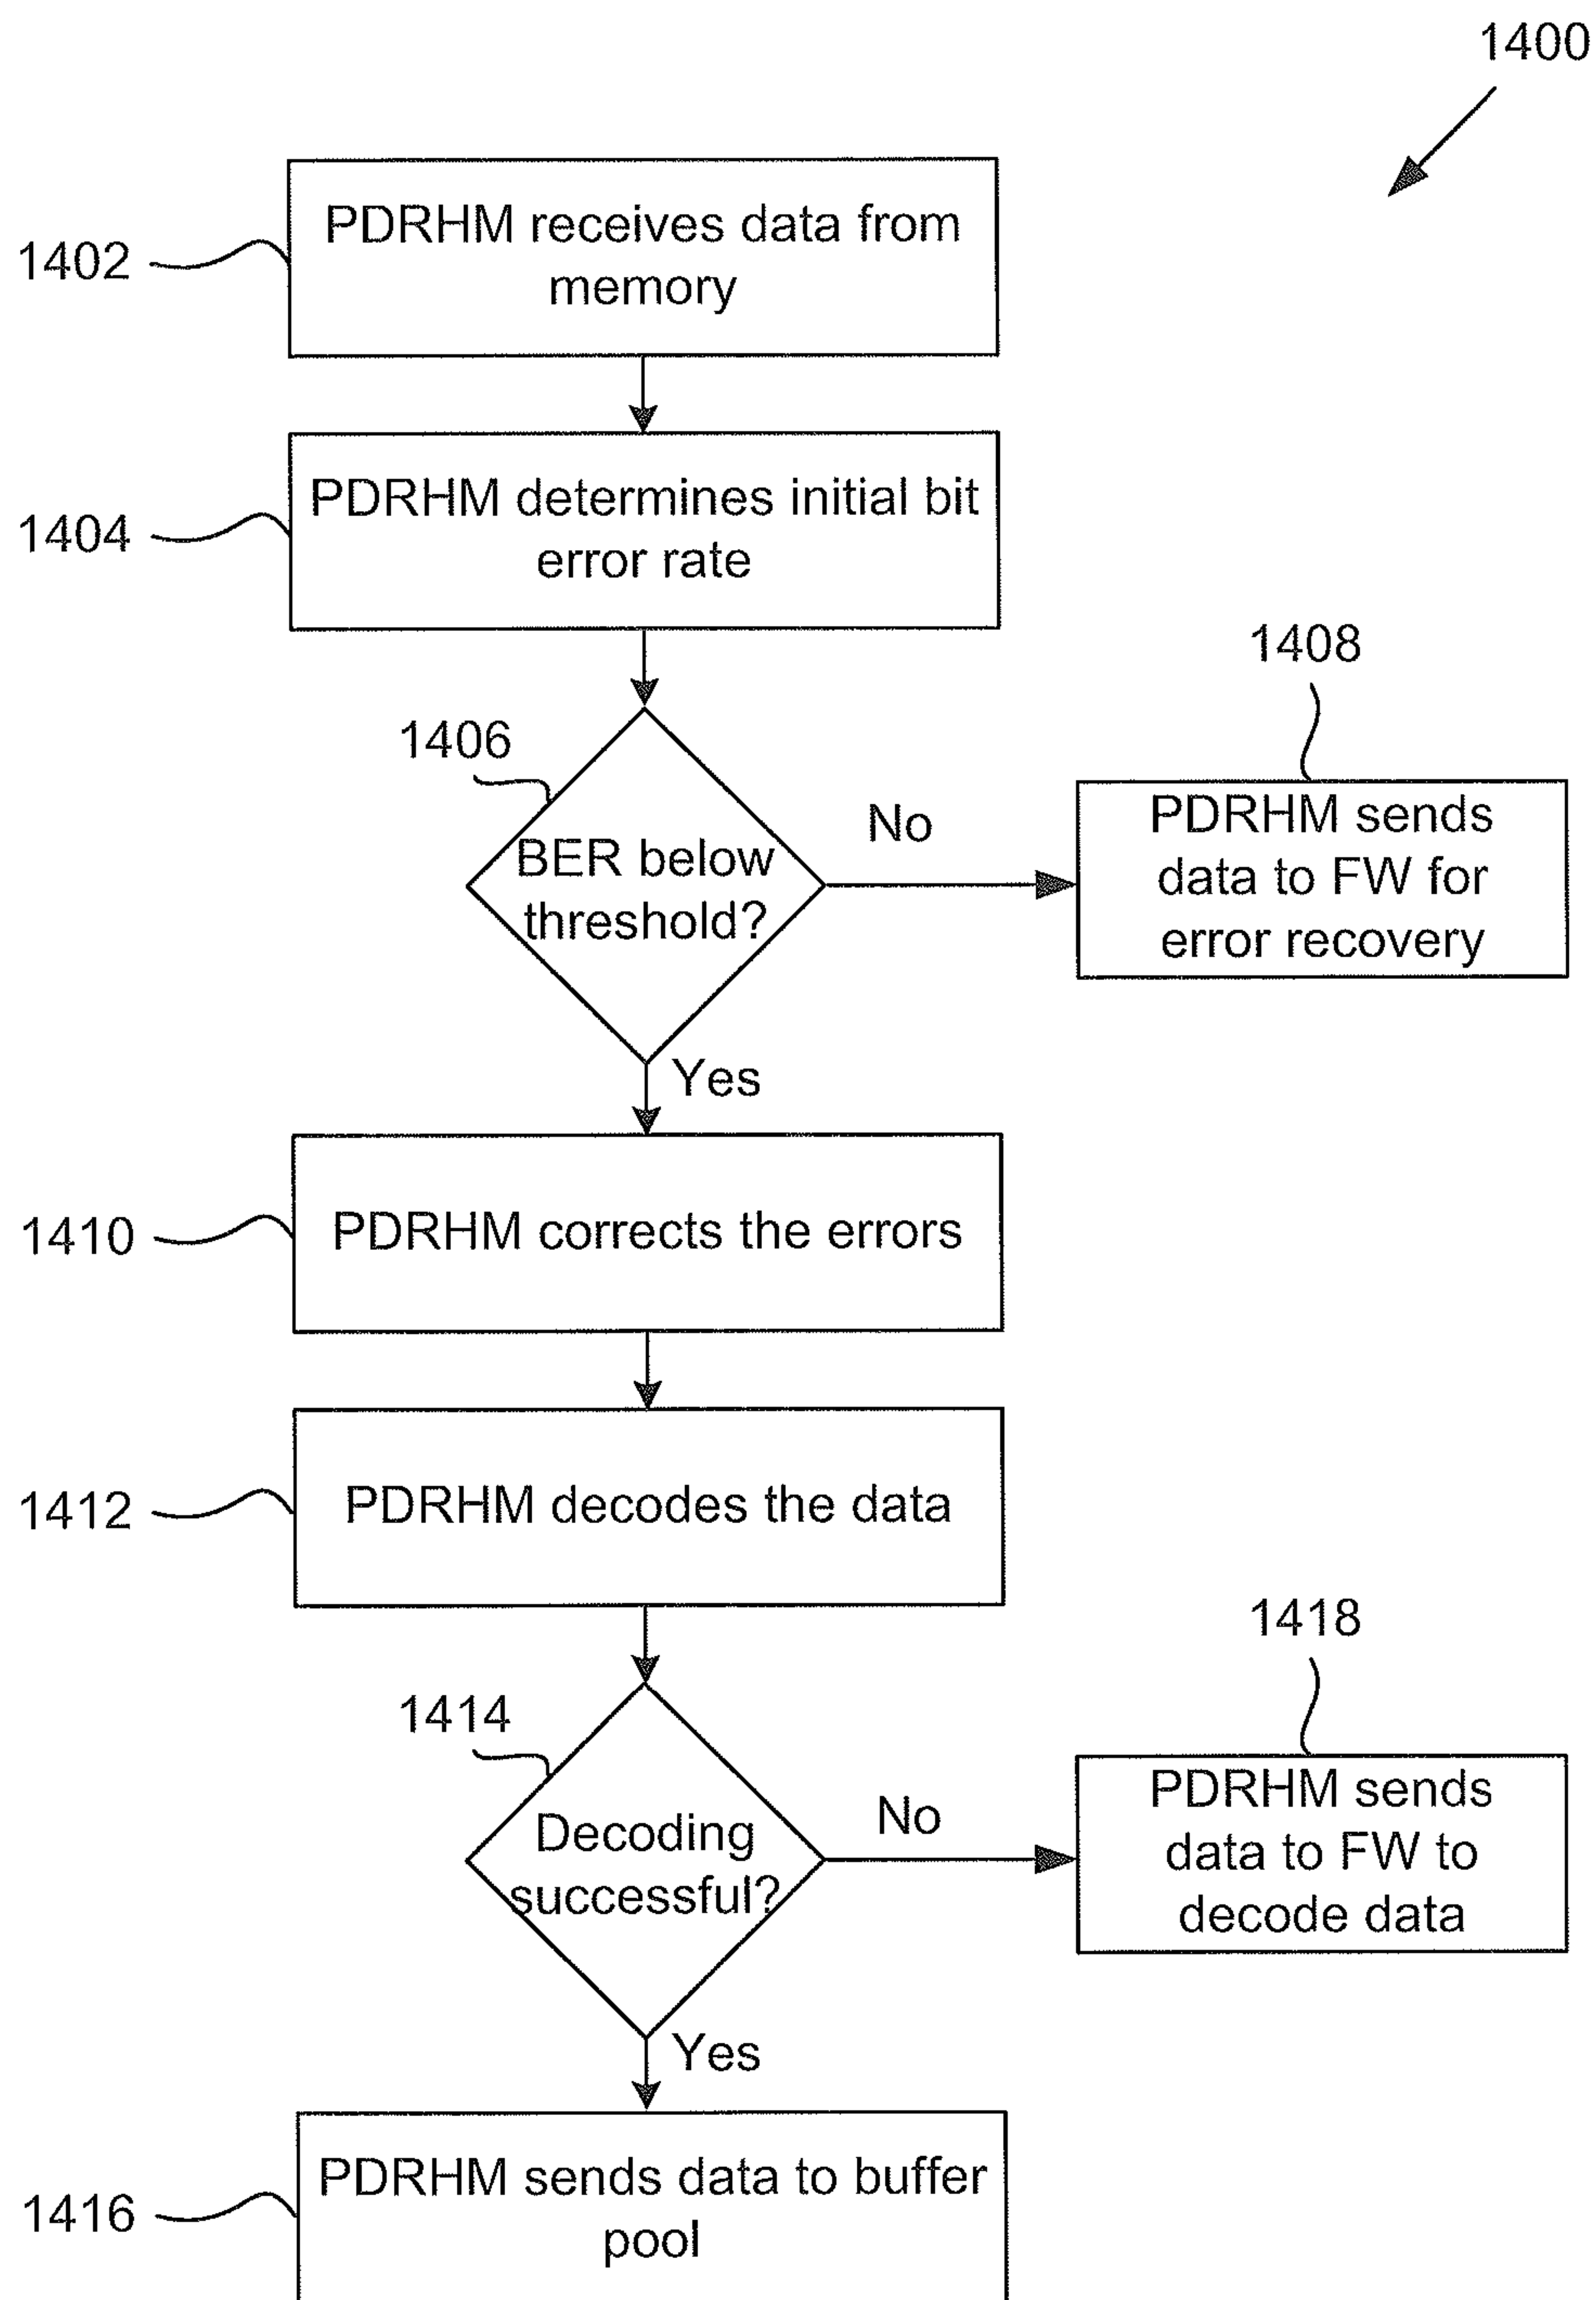 1400
PDRHM receives data from
memory
1402
PDRHM determines initial bit
error rate
1404
1408
1406
BER below
threshold?
No
PDRHM sends
data to FW for
error recovery
Yes
PDRHM corrects the errors
1410
PDRHM decodes the data
1412
1418
1414
Decoding
successful?
No
PDRHM sends
data to FW to
decode data
Yes
PDRHM sends data to buffer
pool
1416